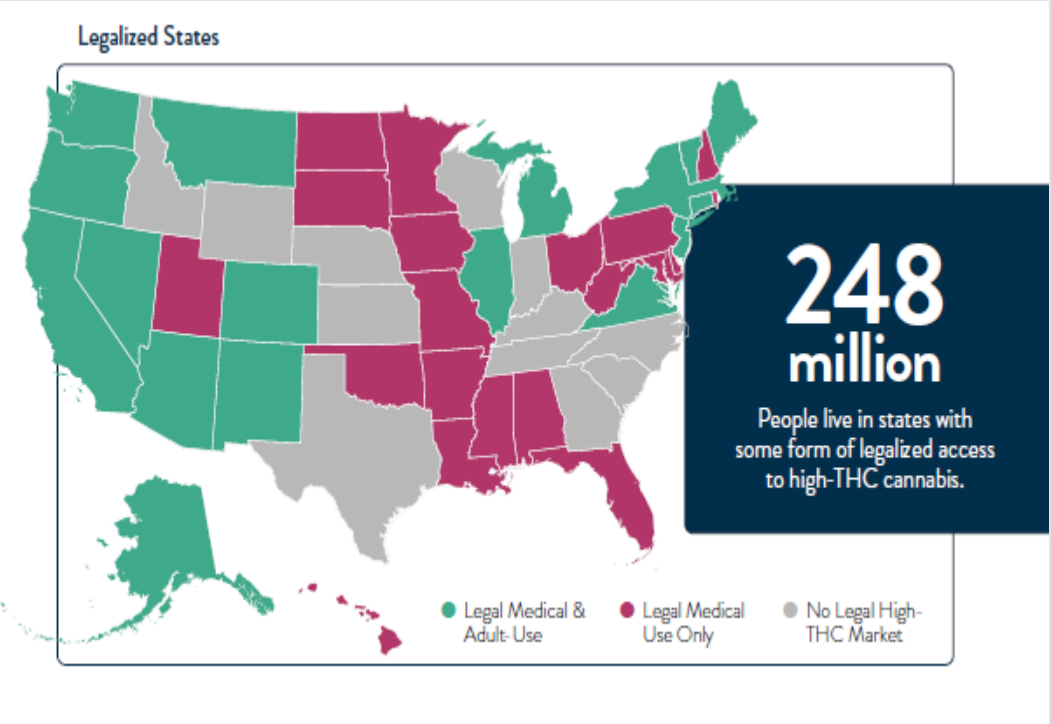 Legalized States
248
million
People live in states with
some form of legalized access
to high-THC cannabis.
Legal Medical &
Adult-Use
Legal Medical
Use Only
No Legal High-
THC Market